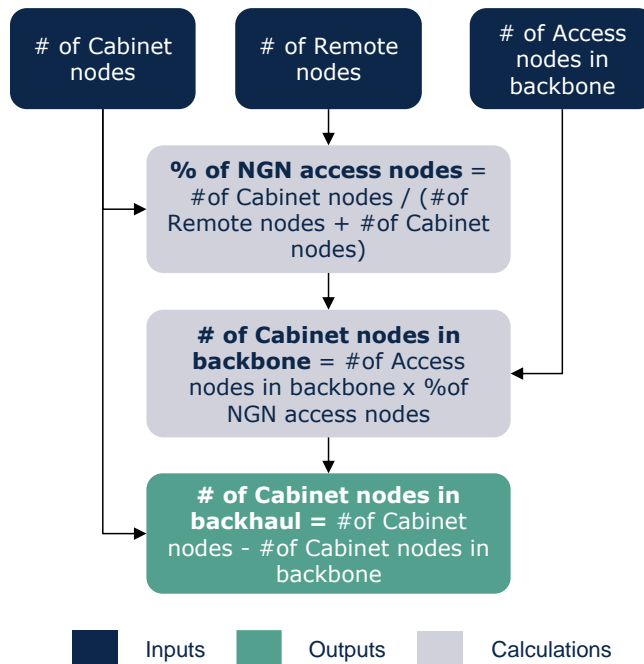 # of Cabinet
nodes
# of Remote
nodes
# of Access
nodes in
backbone
% of NGN access nodes =
#of Cabinet nodes / (#of
Remote nodes + #of Cabinet
nodes)
# of Cabinet nodes in
backbone = #of Access
nodes in backbone x %of
NGN access nodes
# of Cabinet nodes in
backhaul = #of Cabinet
nodes - #of Cabinet nodes in
backbone
Inputs
Outputs
Calculations